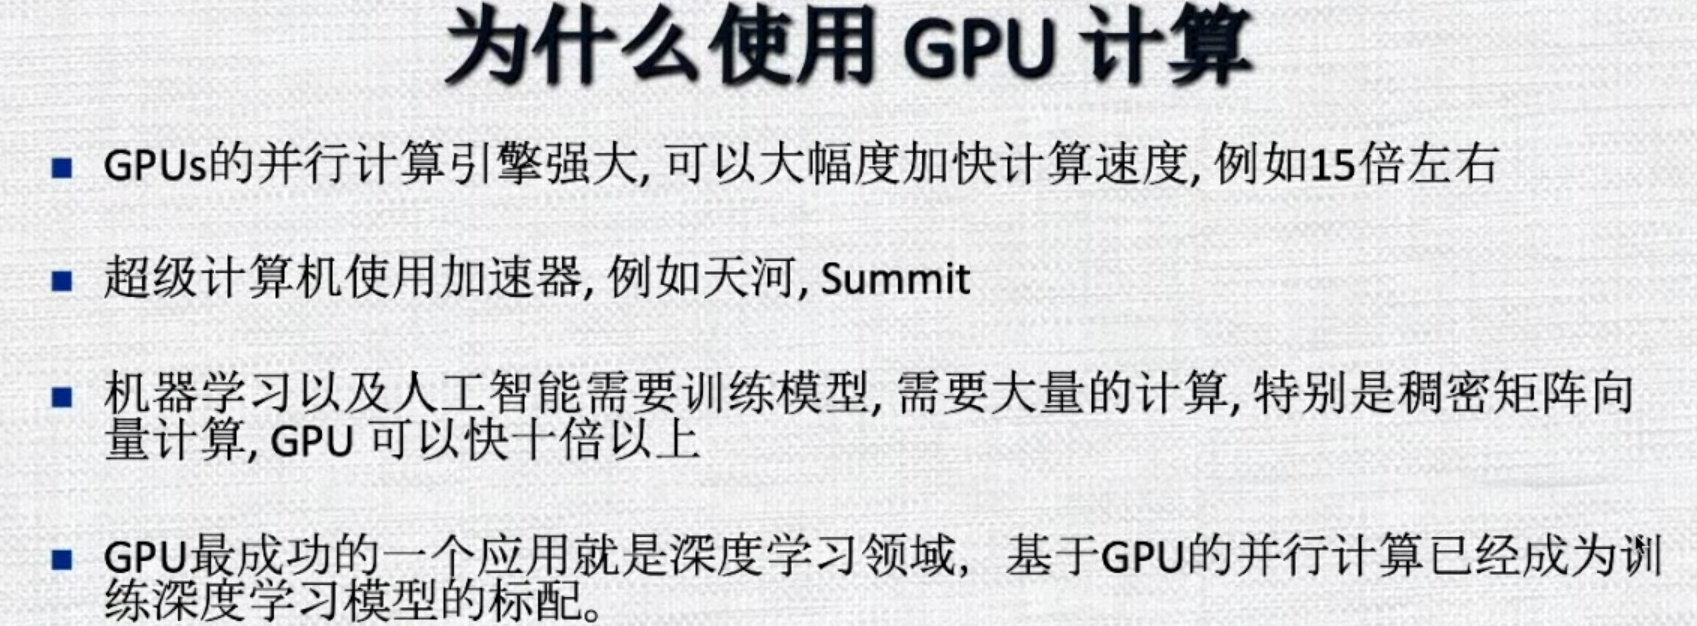 为什么使用 GPU 计算
GPUs的并行计算引擎强大, 可以大幅度加快计算速度, 例如15倍左右
超级计算机使用加速器, 例如天河, Summit
机器学习以及人工智能需要训练模型, 需要大量的计算, 特别是稠密矩阵向
量计算, GPU 可以快十倍以上
GPU最成功的一个应用就是深度学习领域，基于GPU的并行计算已经成为训
练深度学习模型的标配。